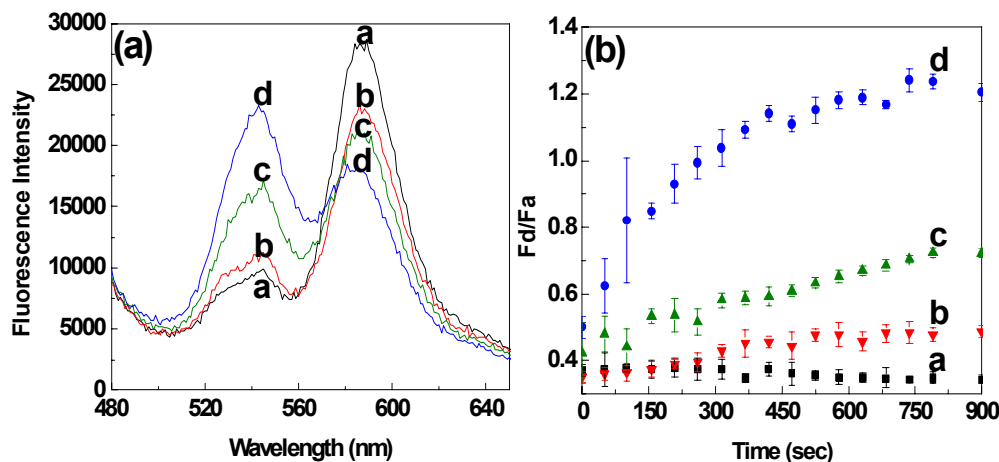 (a)
30000
25000
20000
15000
10000
5000
0
Fluorescence Intensity
a
b
c
d
d
c
b
a
480
520
560
600
640
Wavelength (nm)
(b)
1.4
1.2
1.0
0.8
0.6
0.4
Fd/Fa
d
c
b
a
0
150
300
450
600
750
900
Time (sec)